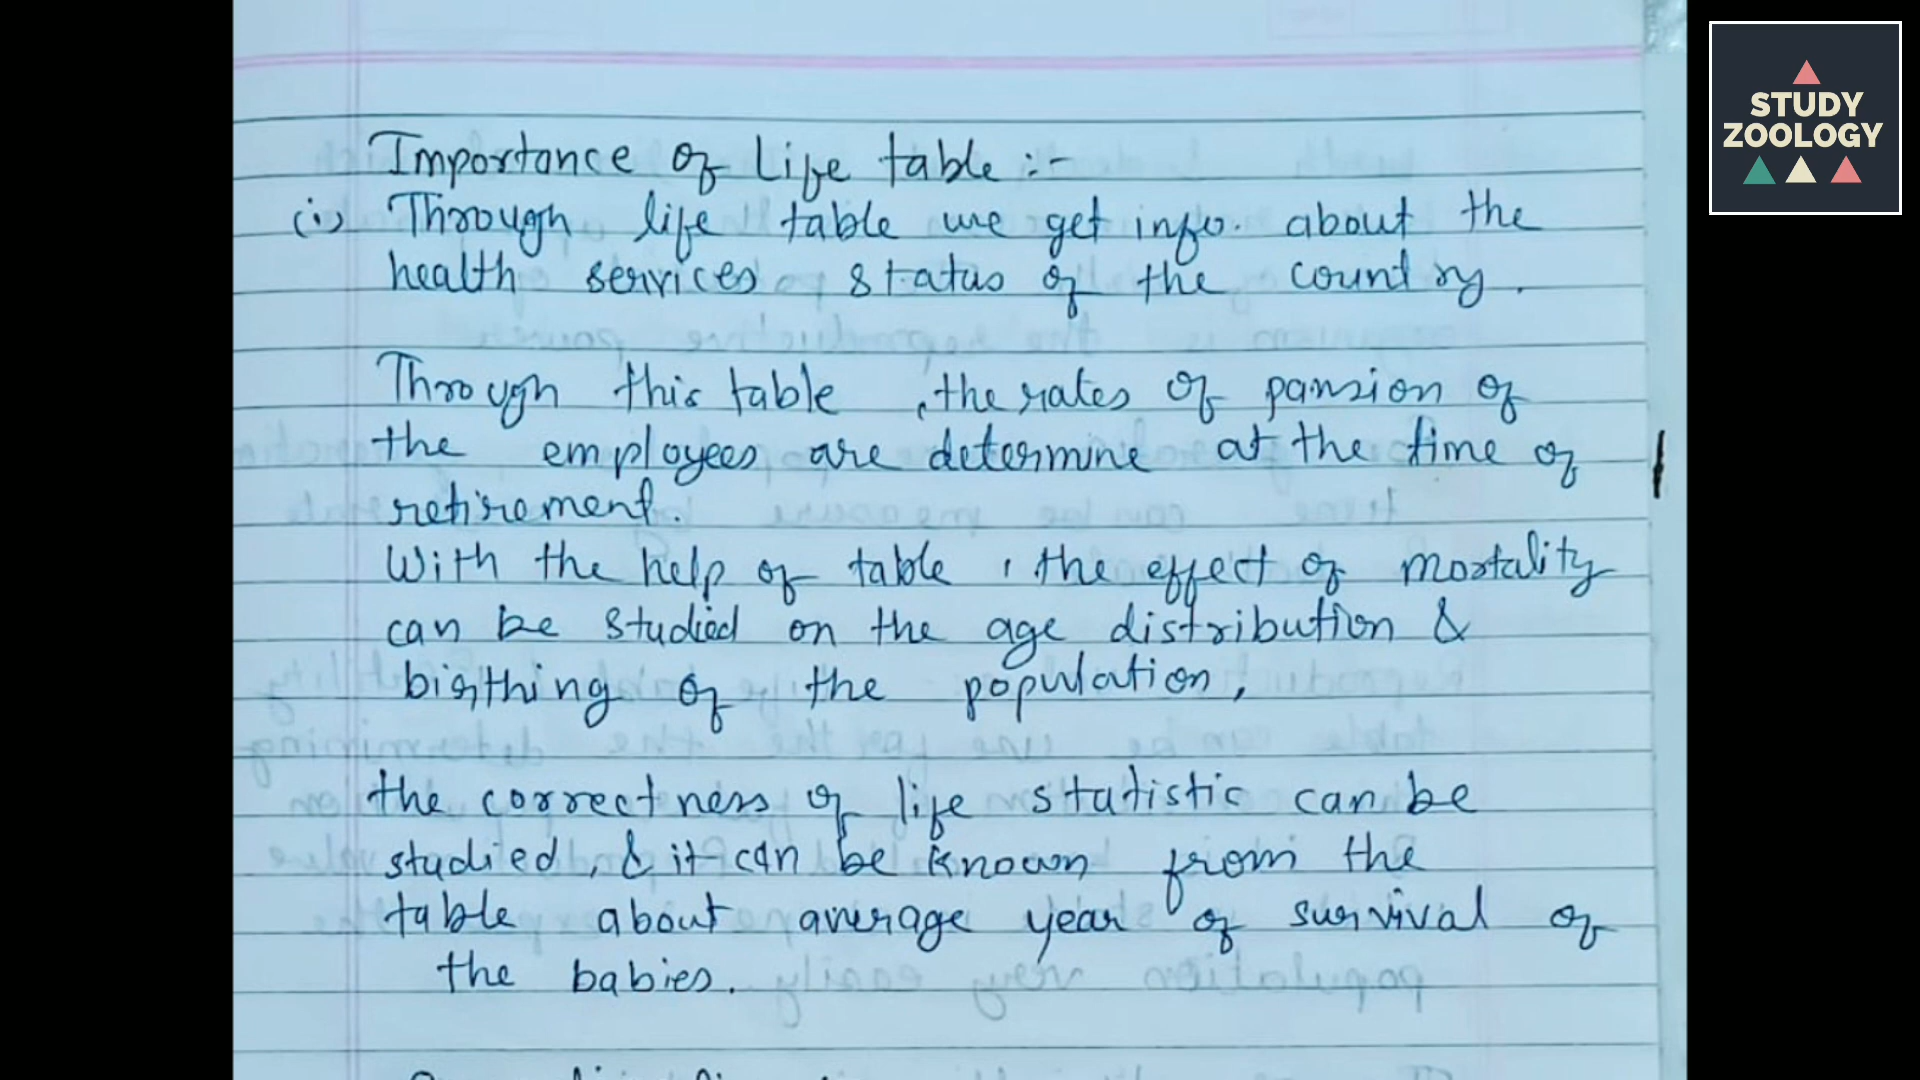 STUDY
ZOOLOGY
Importance of Life table :-
(i) Through life table we get info. about the
health services status of the country.
Through this table, the rates of pansion of
the employees are determine at the time of
retirement.
With the help of table, the effect of mortality
can be studied on the age distribution &
birthing of the population,
the correctness of life statistic can be
studied, & it can be known from the
table about average year of survival of
the babies.